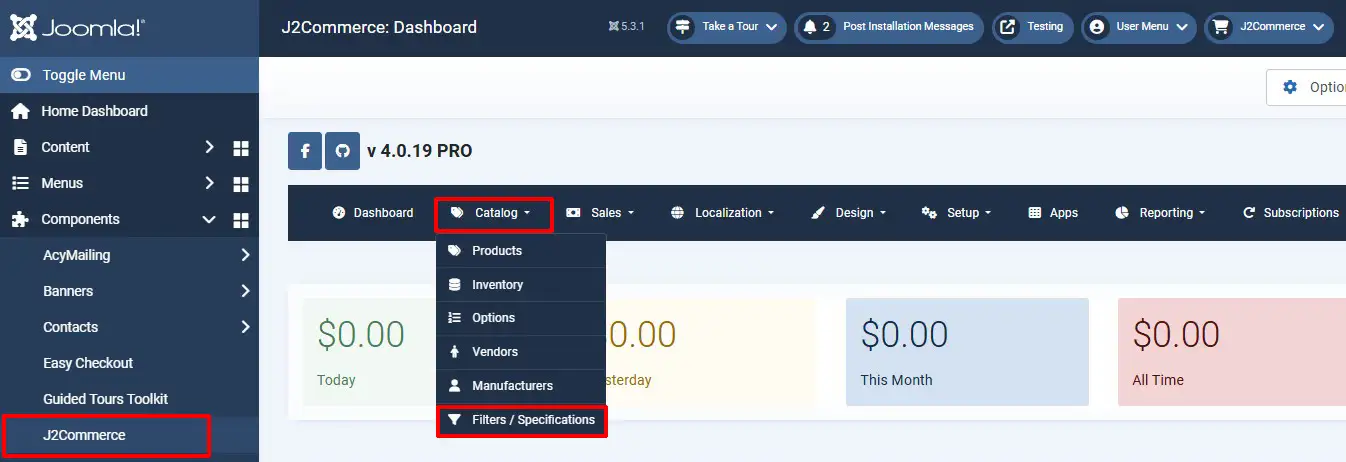 Joomla!®
J2Commerce: Dashboard
5.3.1
Take a Tour
2 Post Installation Messages
Testing
User Menu
J2Commerce
Toggle Menu
Home Dashboard
Content
Menus
Components
AcyMailing
Banners
Contacts
Easy Checkout
Guided Tours Toolkit
J2Commerce
v 4.0.19 PRO
Dashboard
Catalog
Sales
Localization
Design
Setup
Apps
Reporting
Subscriptions
Products
Inventory
Options
Vendors
Manufacturers
Filters / Specifications
$0.00
Today
0.00
sterday
$0.00
This Month
$0.00
All Time